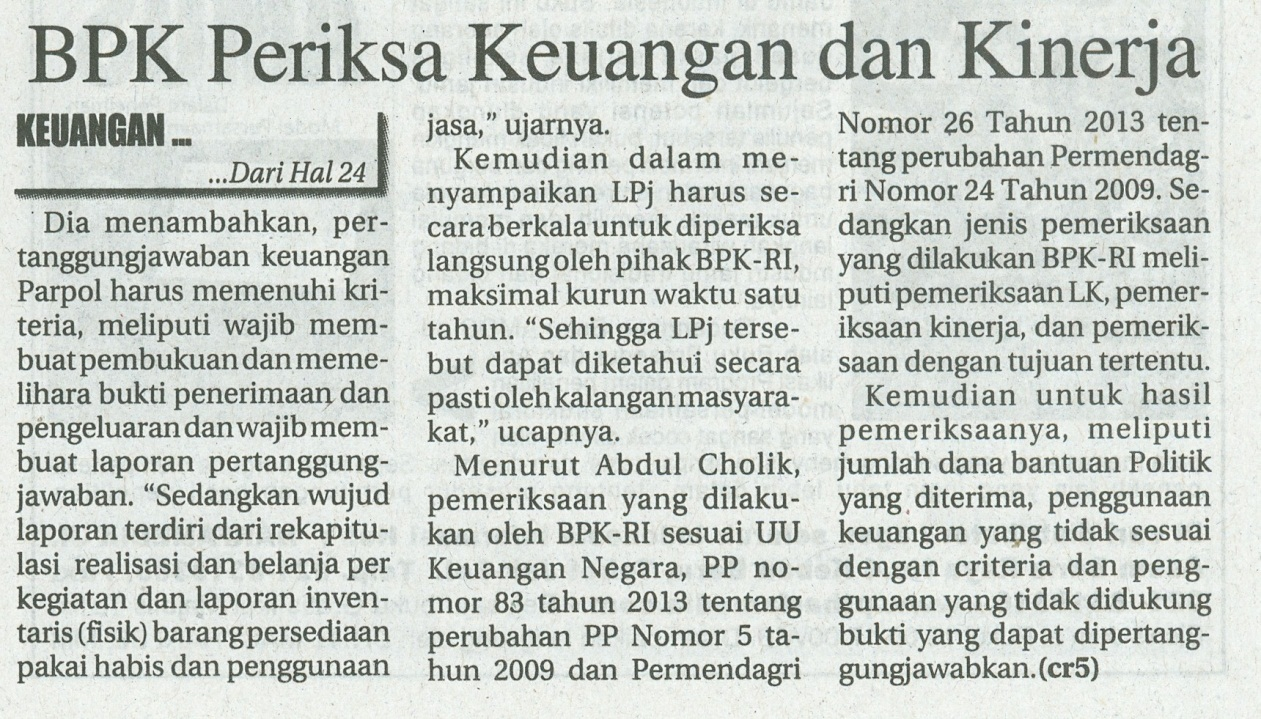 BPK Periksa Keuangan dan Kinerja
KEUANGAN ...
...Dari Hal 24
Dia menambahkan, per-
tanggungjawaban keuangan
Parpol harus memenuhi kri-
teria, meliputi wajib mem-
buat pembukuan dan meme-
lihara bukti penerimaan dan
pengeluaran dan wajib mem-
buat laporan pertanggung-
jawaban. “Sedangkan wujud
laporan terdiri dari rekapitu-
lasi realisasi dan belanja per
kegiatan dan laporan inven-
taris (fisik) barang persediaan
pakai habis dan penggunaan
jasa,” ujarnya.
Kemudian dalam me-
nyampaikan LPj harus se-
cara berkala untuk diperiksa
langsung oleh pihak BPK-RI,
maksimal kurun waktu satu
tahun. “Sehingga LPj terse-
but dapat diketahui secara
pasti oleh kalangan masyara-
kat,” ucapnya.
Menurut Abdul Cholik,
pemeriksaan yang dilaku-
kan oleh BPK-RI sesuai UU
Keuangan Negara, PP no-
mor 83 tahun 2013 tentang
perubahan PP Nomor 5 ta-
hun 2009 dan Permendagri
Nomor 26 Tahun 2013 ten-
tang perubahan Permendag-
ri Nomor 24 Tahun 2009. Se-
dangkan jenis pemeriksaan
yang dilakukan BPK-RI meli-
puti pemeriksaan LK, pemer-
iksaan kinerja, dan pemerik-
saan dengan tujuan tertentu.
Kemudian untuk hasil
pemeriksaanya, meliputi
jumlah dana bantuan Politik
yang diterima, penggunaan
keuangan yang tidak sesuai
dengan criteria dan peng-
gunaan yang tidak didukung
bukti yang dapat dipertang-
gungjawabkan.(cr5)